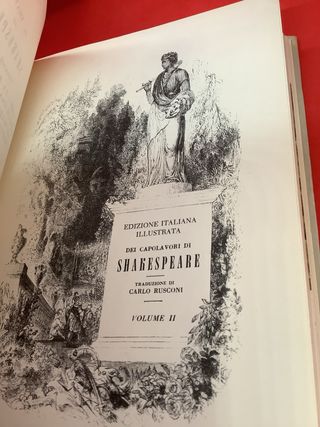 EDIZIONE ITALIANA
ILLUSTRATA
DEI CAPOLAVORI DI
SHAKESPEARE
TRADUZIONE DI
CARLO RUSCONI
VOLUME II